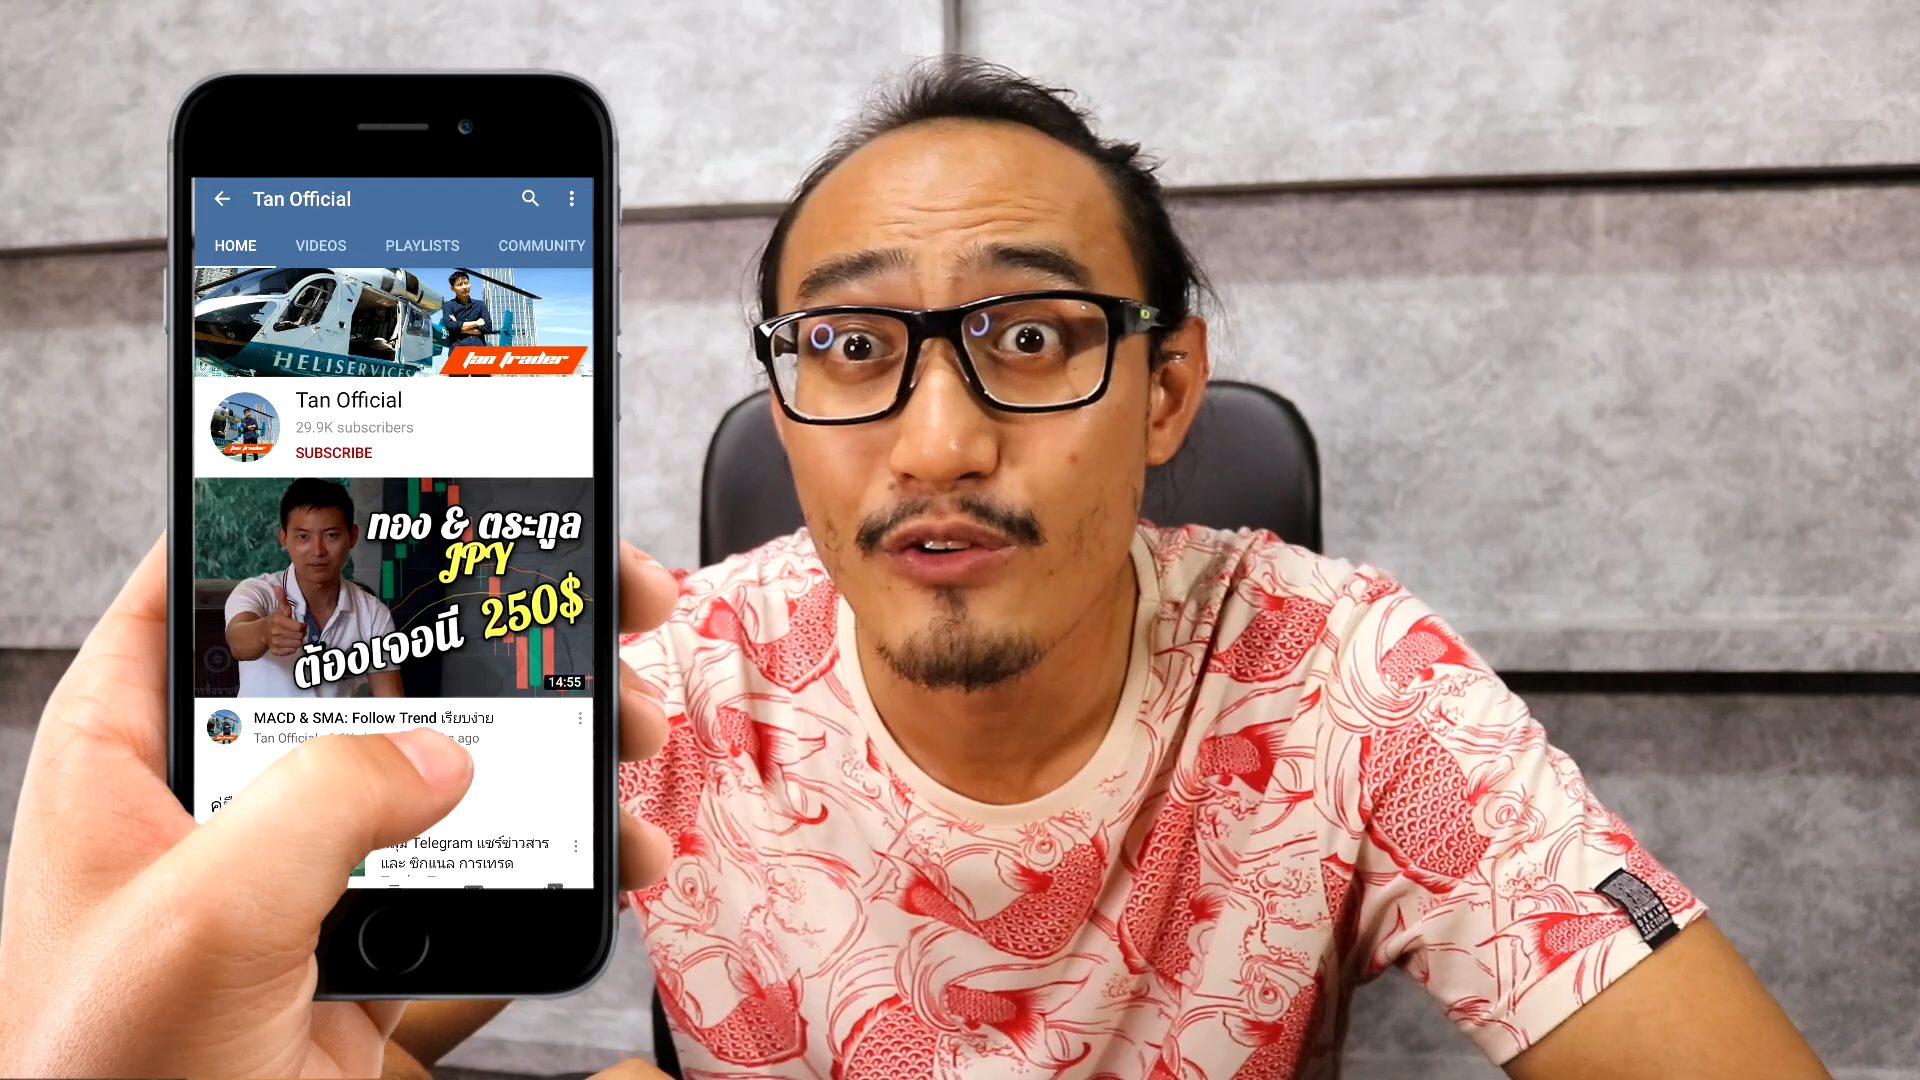 Tan Official
HOME VIDEOS PLAYLISTS COMMUNITY
HELISERVICES
tan trader
Tan Official
29.9K subscribers
SUBSCRIBE
ทอง & ตระกูล
JPY
ต้องเจอนี้ 250$
14:55
MACD & SMA: Follow Trend เรียบง่าย
Tan Official ago
Telegram แชร์ข่าวสาร
และ ซิกแนล การเทรด